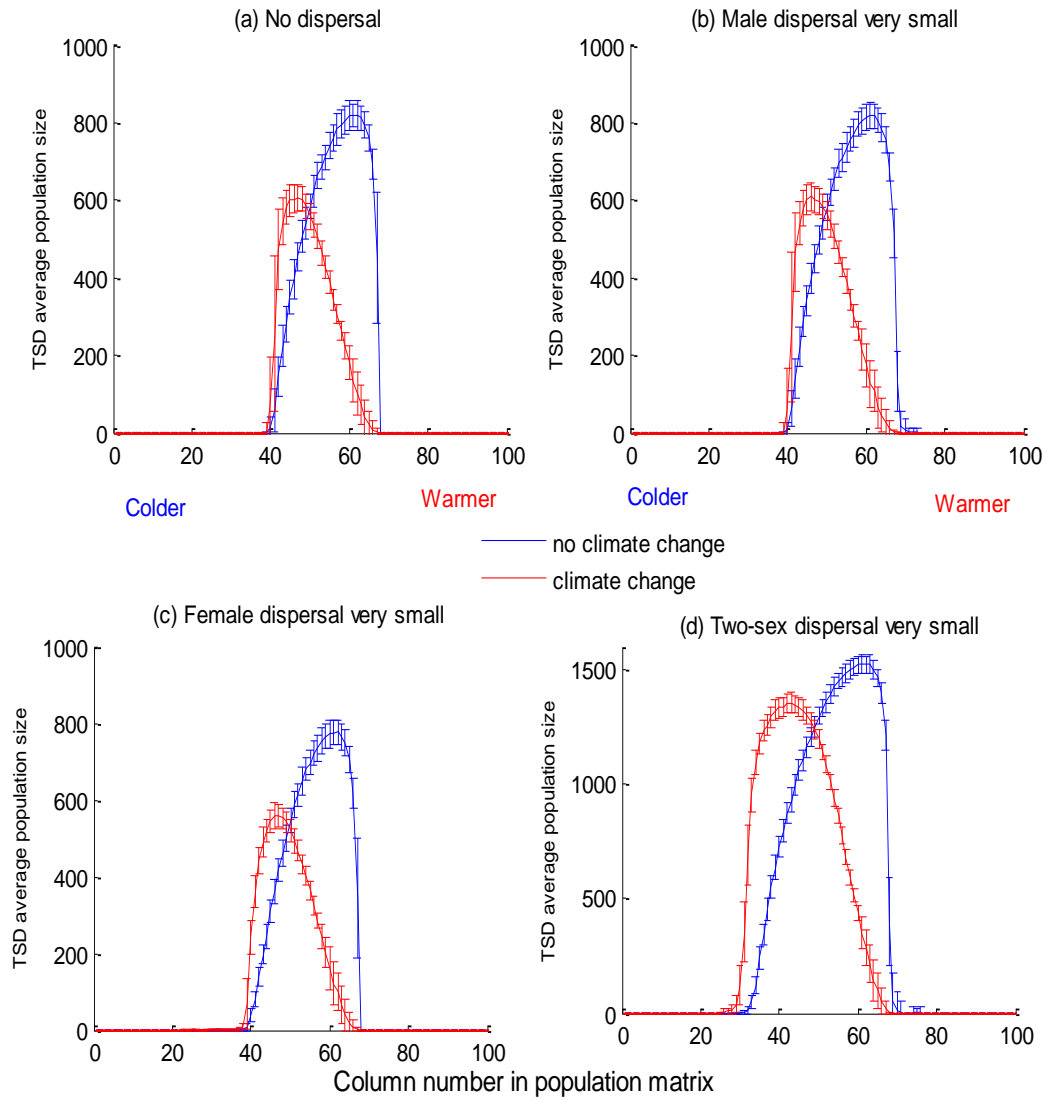 (a) No dispersal
(b) Male dispersal very small
TSD average population size
1000
800
600
400
200
0
0 20 40 60 80 100
Colder
Warmer
TSD average population size
1000
800
600
400
200
0
0 20 40 60 80 100
Colder
Warmer
no climate change
climate change
(c) Female dispersal very small
(d) Two-sex dispersal very small
TSD average population size
1000
800
600
400
200
0
0 20 40 60 80 100
TSD average population size
1500
1000
500
0
0 20 40 60 80 100
Column number in population matrix